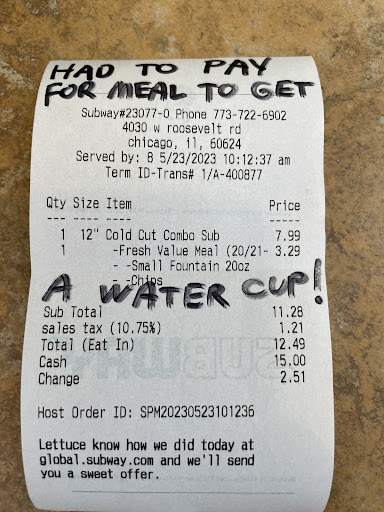 HAD TO PAY
FOR MEAL TO GET
Subway#23077-0 Phone 773-722-6902
4030 w roosevelt rd
chicago, il, 60624
Served by: 8 5/23/2023 10:12:37 am
Term ID-Trans# 1/A-400877
Qty Size Item Price
---- ---- ---- -----
1 12" Cold Cut Combo Sub 7.99
1 -Fresh Value Meal (20/21- 3.29
- -Small Fountain 20oz
- -Chips
A WATER CUP!
Sub Total 11.28
sales tax (10.75%) 1.21
Total (Eat In) 12.49
Cash 15.00
Change 2.51
Host Order ID: SPM20230523101236
Lettuce know how we did today at
global.subway.com and we'll send
you a sweet offer.